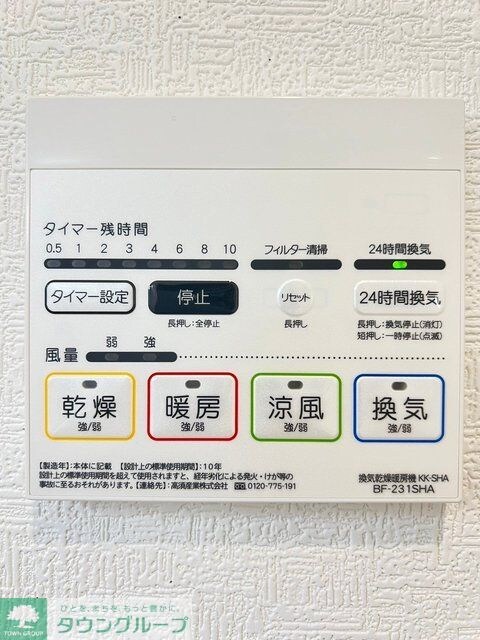 タイマー残時間
0.5 1 2 3 4 6 8 10 フィルター清掃 24時間換気
タイマー設定 停止 リセット 24時間換気
長押し:全停止 長押し 長押し:換気停止(消灯)
短押し:一時停止(点滅)
風量 弱 強
乾燥 暖房 涼風 換気
強/弱 強/弱 強/弱 強/弱
【製造年】:本体に記載 【設計上の標準使用期間】:10年
設計上の標準使用期間を超えて使用されますと、経年劣化による発火・けが等の
事故に至るおそれがあります。【連絡先】:高須産業株式会社 0120-775-191
換気乾燥暖房機 KK-SHA
BF-231SHA
ひとを、まちを、もっと豊かに。
TOWN GROUP タウングループ